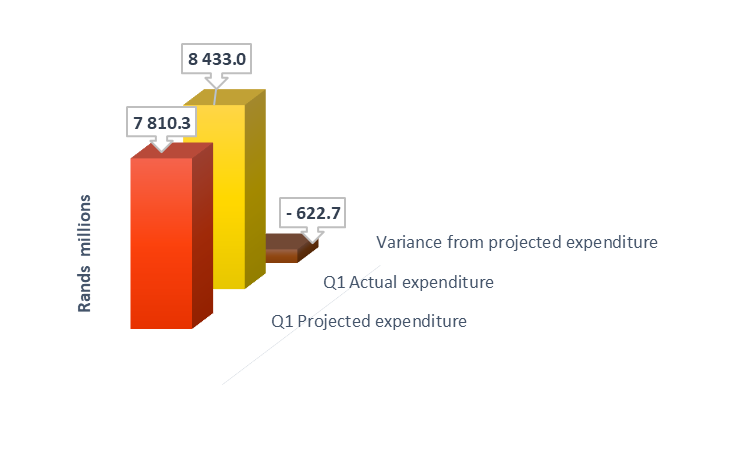 8 433.0
7 810.3
- 622.7
Rands millions
Variance from projected expenditure
Q1 Actual expenditure
Q1 Projected expenditure